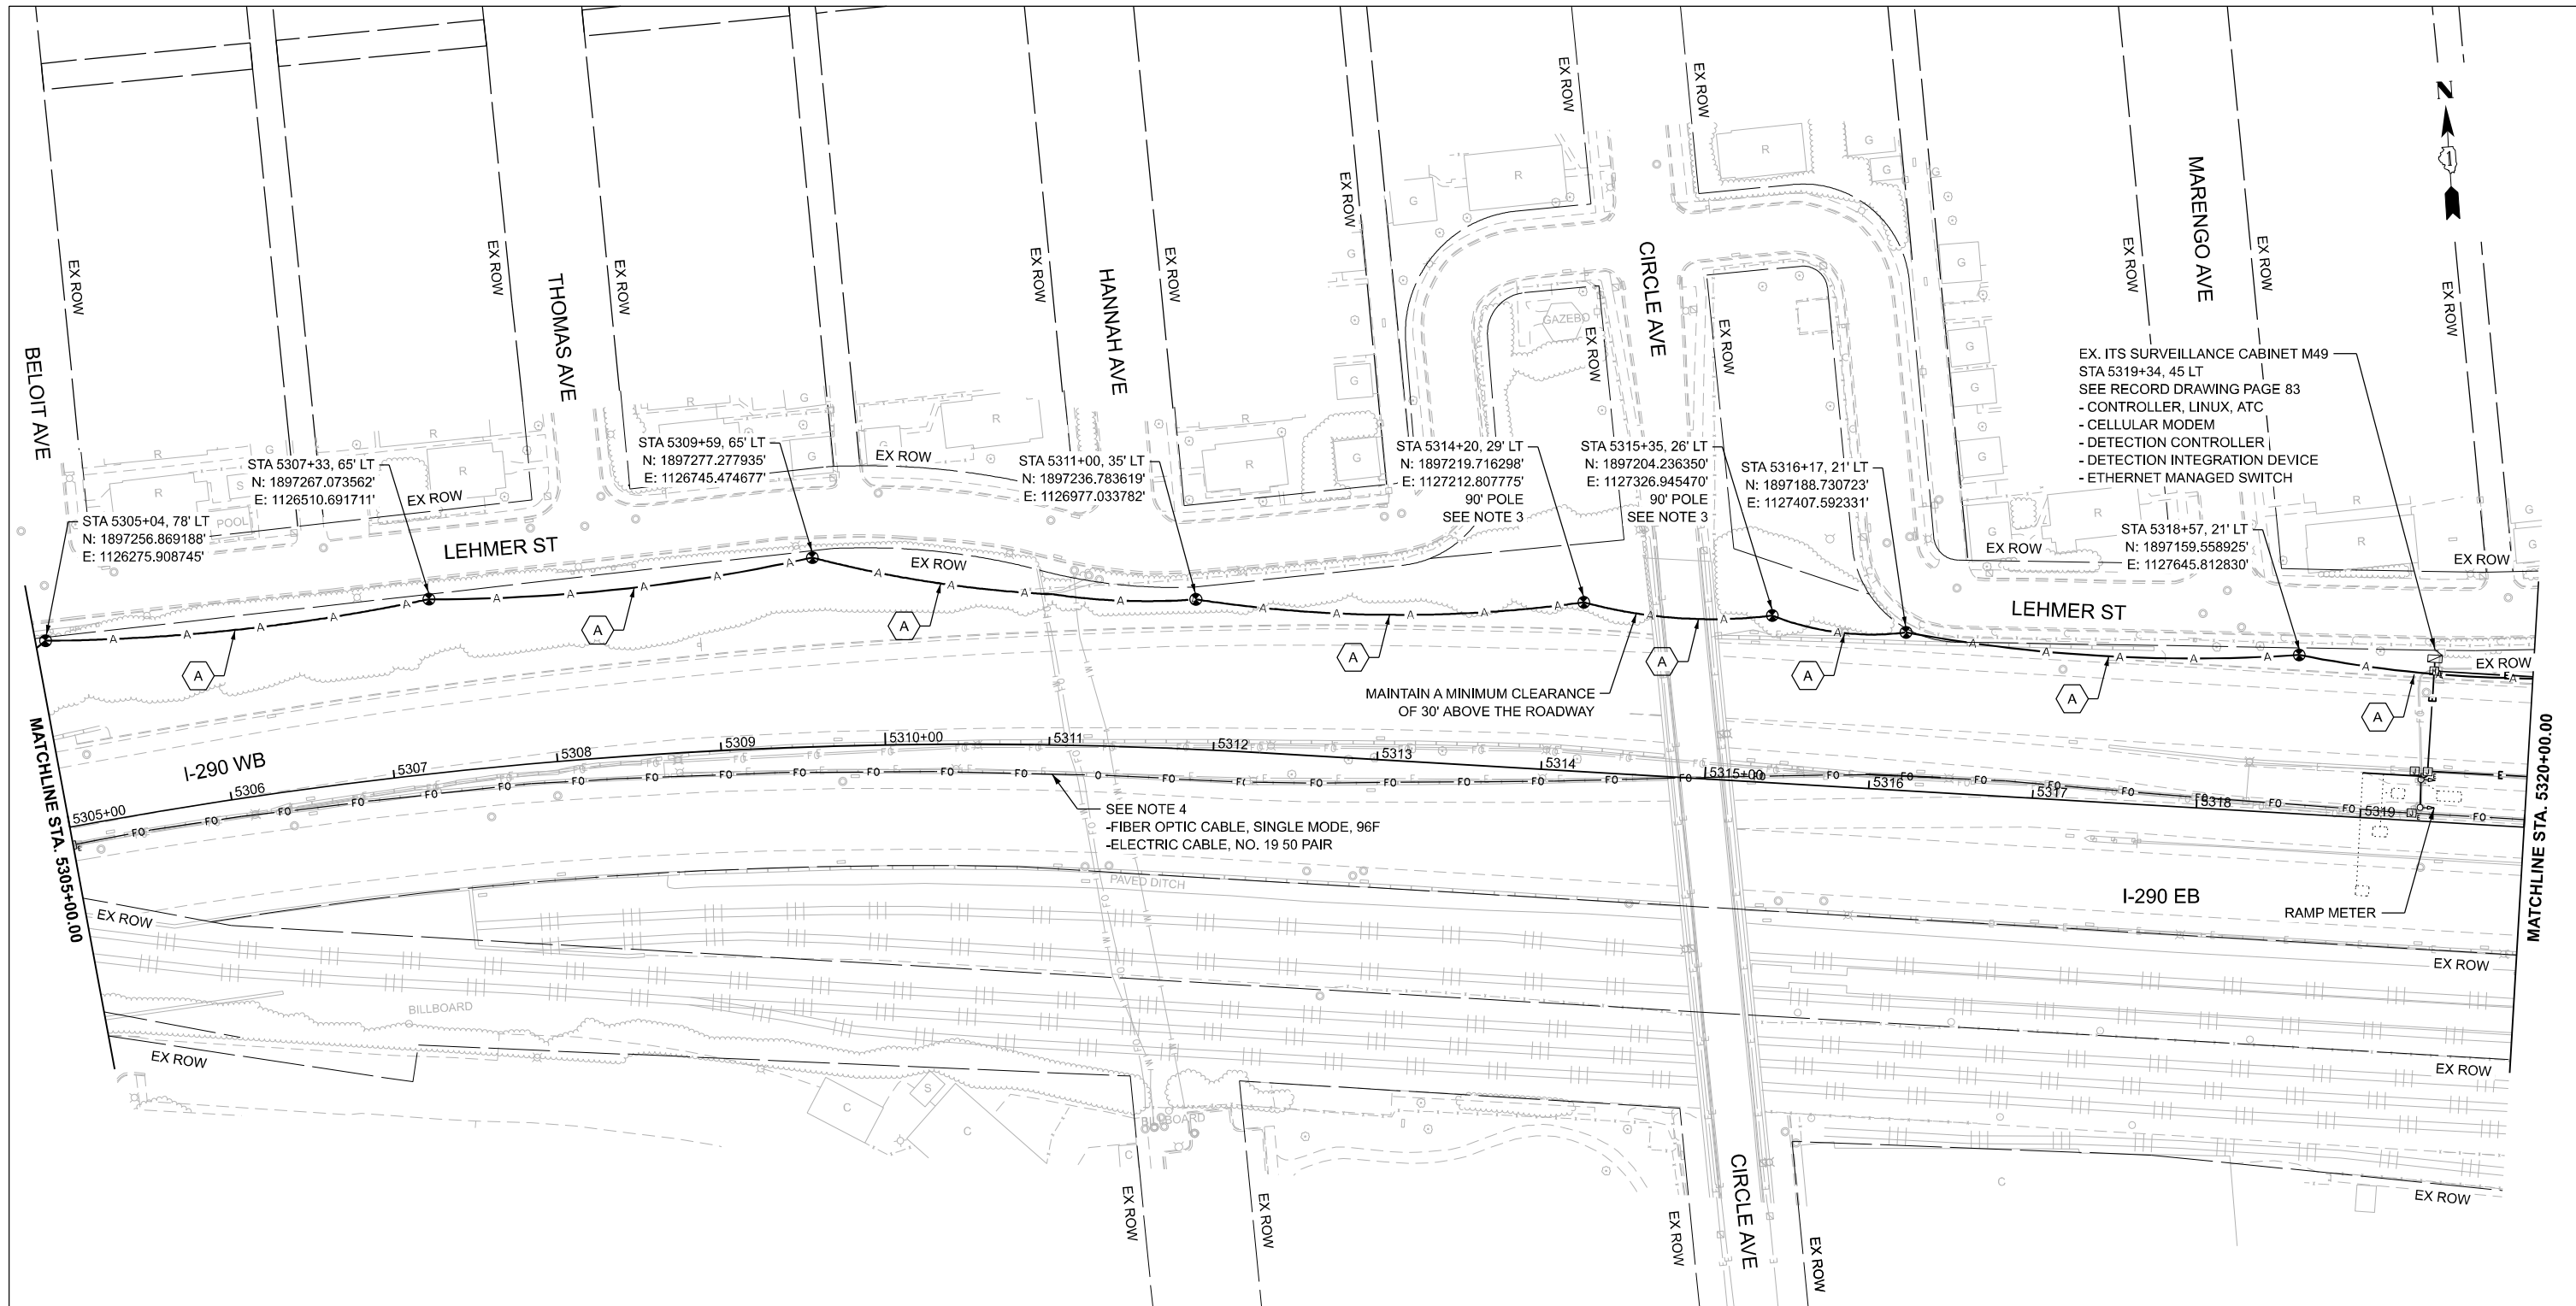 EX ROW
EX ROW
EX ROW
EX ROW
EX ROW
EX ROW
EX ROW
EX ROW
EX ROW
EX ROW
EX ROW
EX ROW
EX ROW
EX ROW
N
1
BELOIT AVE
THOMAS AVE
HANNAH AVE
CIRCLE AVE
MARENGO AVE
GAZEBO
POOL
STA 5305+04, 78' LT
N: 1897256.869188'
E: 1126275.908745'
STA 5307+33, 65' LT
N: 1897267.073562'
E: 1126510.691711'
EX ROW
STA 5309+59, 65' LT
N: 1897277.277935'
E: 1126745.474677'
EX ROW
STA 5311+00, 35' LT
N: 1897236.783619'
E: 1126977.033782'
STA 5314+20, 29' LT
N: 1897219.716298'
E: 1127212.807775'
90' POLE
SEE NOTE 3
STA 5315+35, 26' LT
N: 1897204.236350'
E: 1127326.945470'
90' POLE
SEE NOTE 3
STA 5316+17, 21' LT
N: 1897188.730723'
E: 1127407.592331'
EX. ITS SURVEILLANCE CABINET M49
STA 5319+34, 45 LT
SEE RECORD DRAWING PAGE 83
- CONTROLLER, LINUX, ATC
- CELLULAR MODEM
- DETECTION CONTROLLER
- DETECTION INTEGRATION DEVICE
- ETHERNET MANAGED SWITCH
STA 5318+57, 21' LT
N: 1897159.558925'
E: 1127645.812830'
EX ROW
EX ROW
LEHMER ST
EX ROW
LEHMER ST
EX ROW
A
A
A
A
A
A
A
A
MAINTAIN A MINIMUM CLEARANCE
OF 30' ABOVE THE ROADWAY
MATCHLINE STA. 5305+00.00
I-290 WB
5305+00
5306
5307
5308
5309
5310+00
5311
5312
5313
5314
5315+00
5316
5317
5318
5319
MATCHLINE STA. 5320+00.00
SEE NOTE 4
-FIBER OPTIC CABLE, SINGLE MODE, 96F
-ELECTRIC CABLE, NO. 19 50 PAIR
PAVED DITCH
I-290 EB
RAMP METER
EX ROW
EX ROW
BILLBOARD
EX ROW
EX ROW
BILLBOARD
CIRCLE AVE
EX ROW
EX ROW
EX ROW
EX ROW
EX ROW